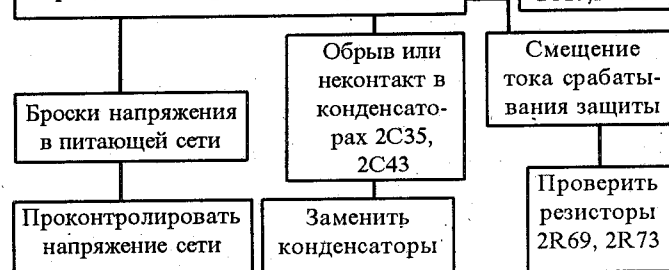 Броски напряжения
в питающей сети
Проконтролировать
напряжение сети
Обрыв или
неконтакт в
конденсато-
рах 2С35,
2С43
Заменить
конденсаторы
Смещение
тока срабаты-
вания защиты
Проверить
резисторы
2R69, 2R73